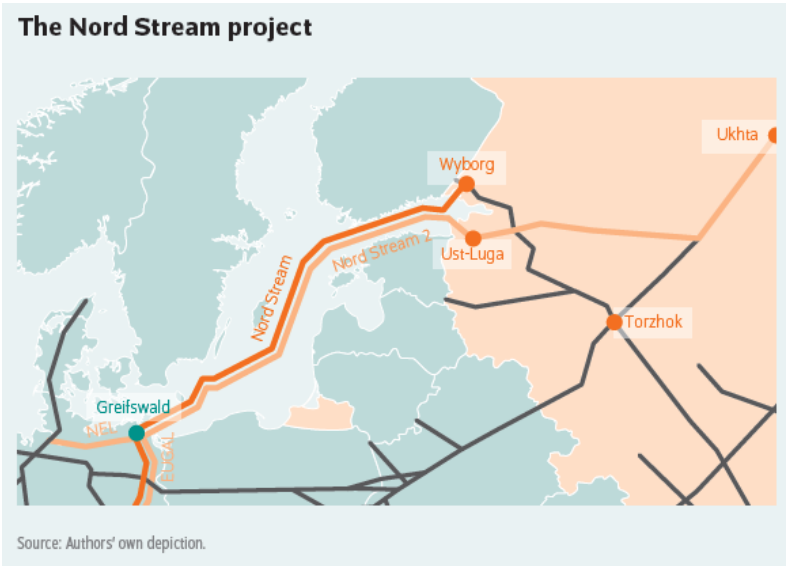 The Nord Stream project
Ukhta
Wyborg
Nord Stream 2
Ust-Luga
Nord Stream
Torzhok
Greifswald
NEL
EUGAL
Source: Authors' own depiction.